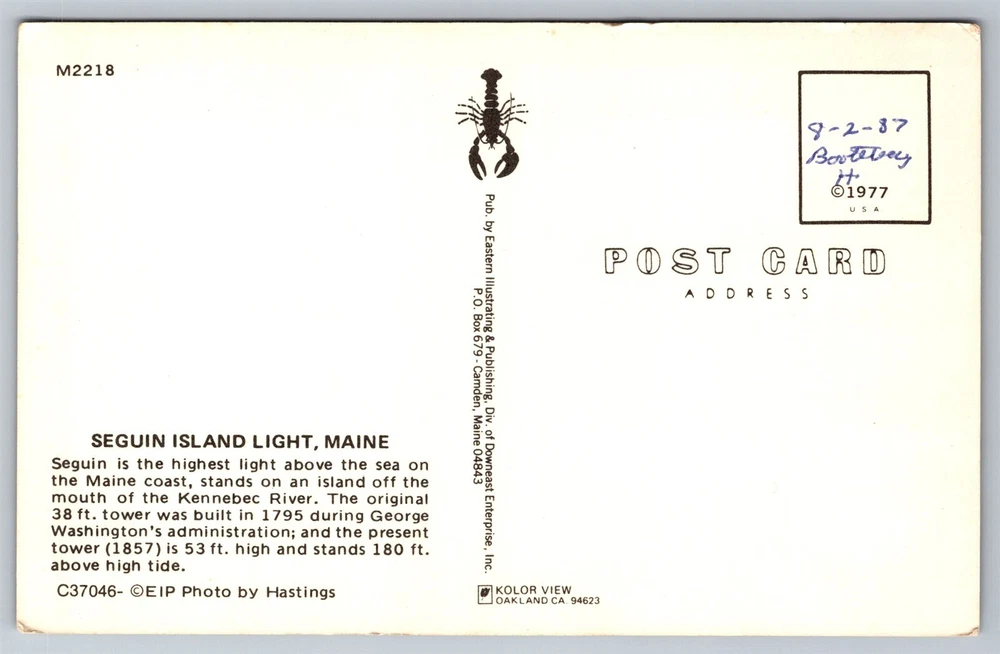 M2218
8-2-87
©1977
USA
POST CARD
ADDRESS
Pub. by Eastern Illustrating & Publishing, Div. of Downeast Enterprise, Inc.
P.O. Box 679 - Camden, Maine 04843
SEGUIN ISLAND LIGHT, MAINE
Seguin is the highest light above the sea on
the Maine coast, stands on an island off the
mouth of the Kennebec River. The original
38 ft. tower was built in 1795 during George
Washington's administration; and the present
tower (1857) is 53 ft. high and stands 180 ft.
above high tide.
C37046- ©EIP Photo by Hastings
KOLOR VIEW
OAKLAND CA. 94623